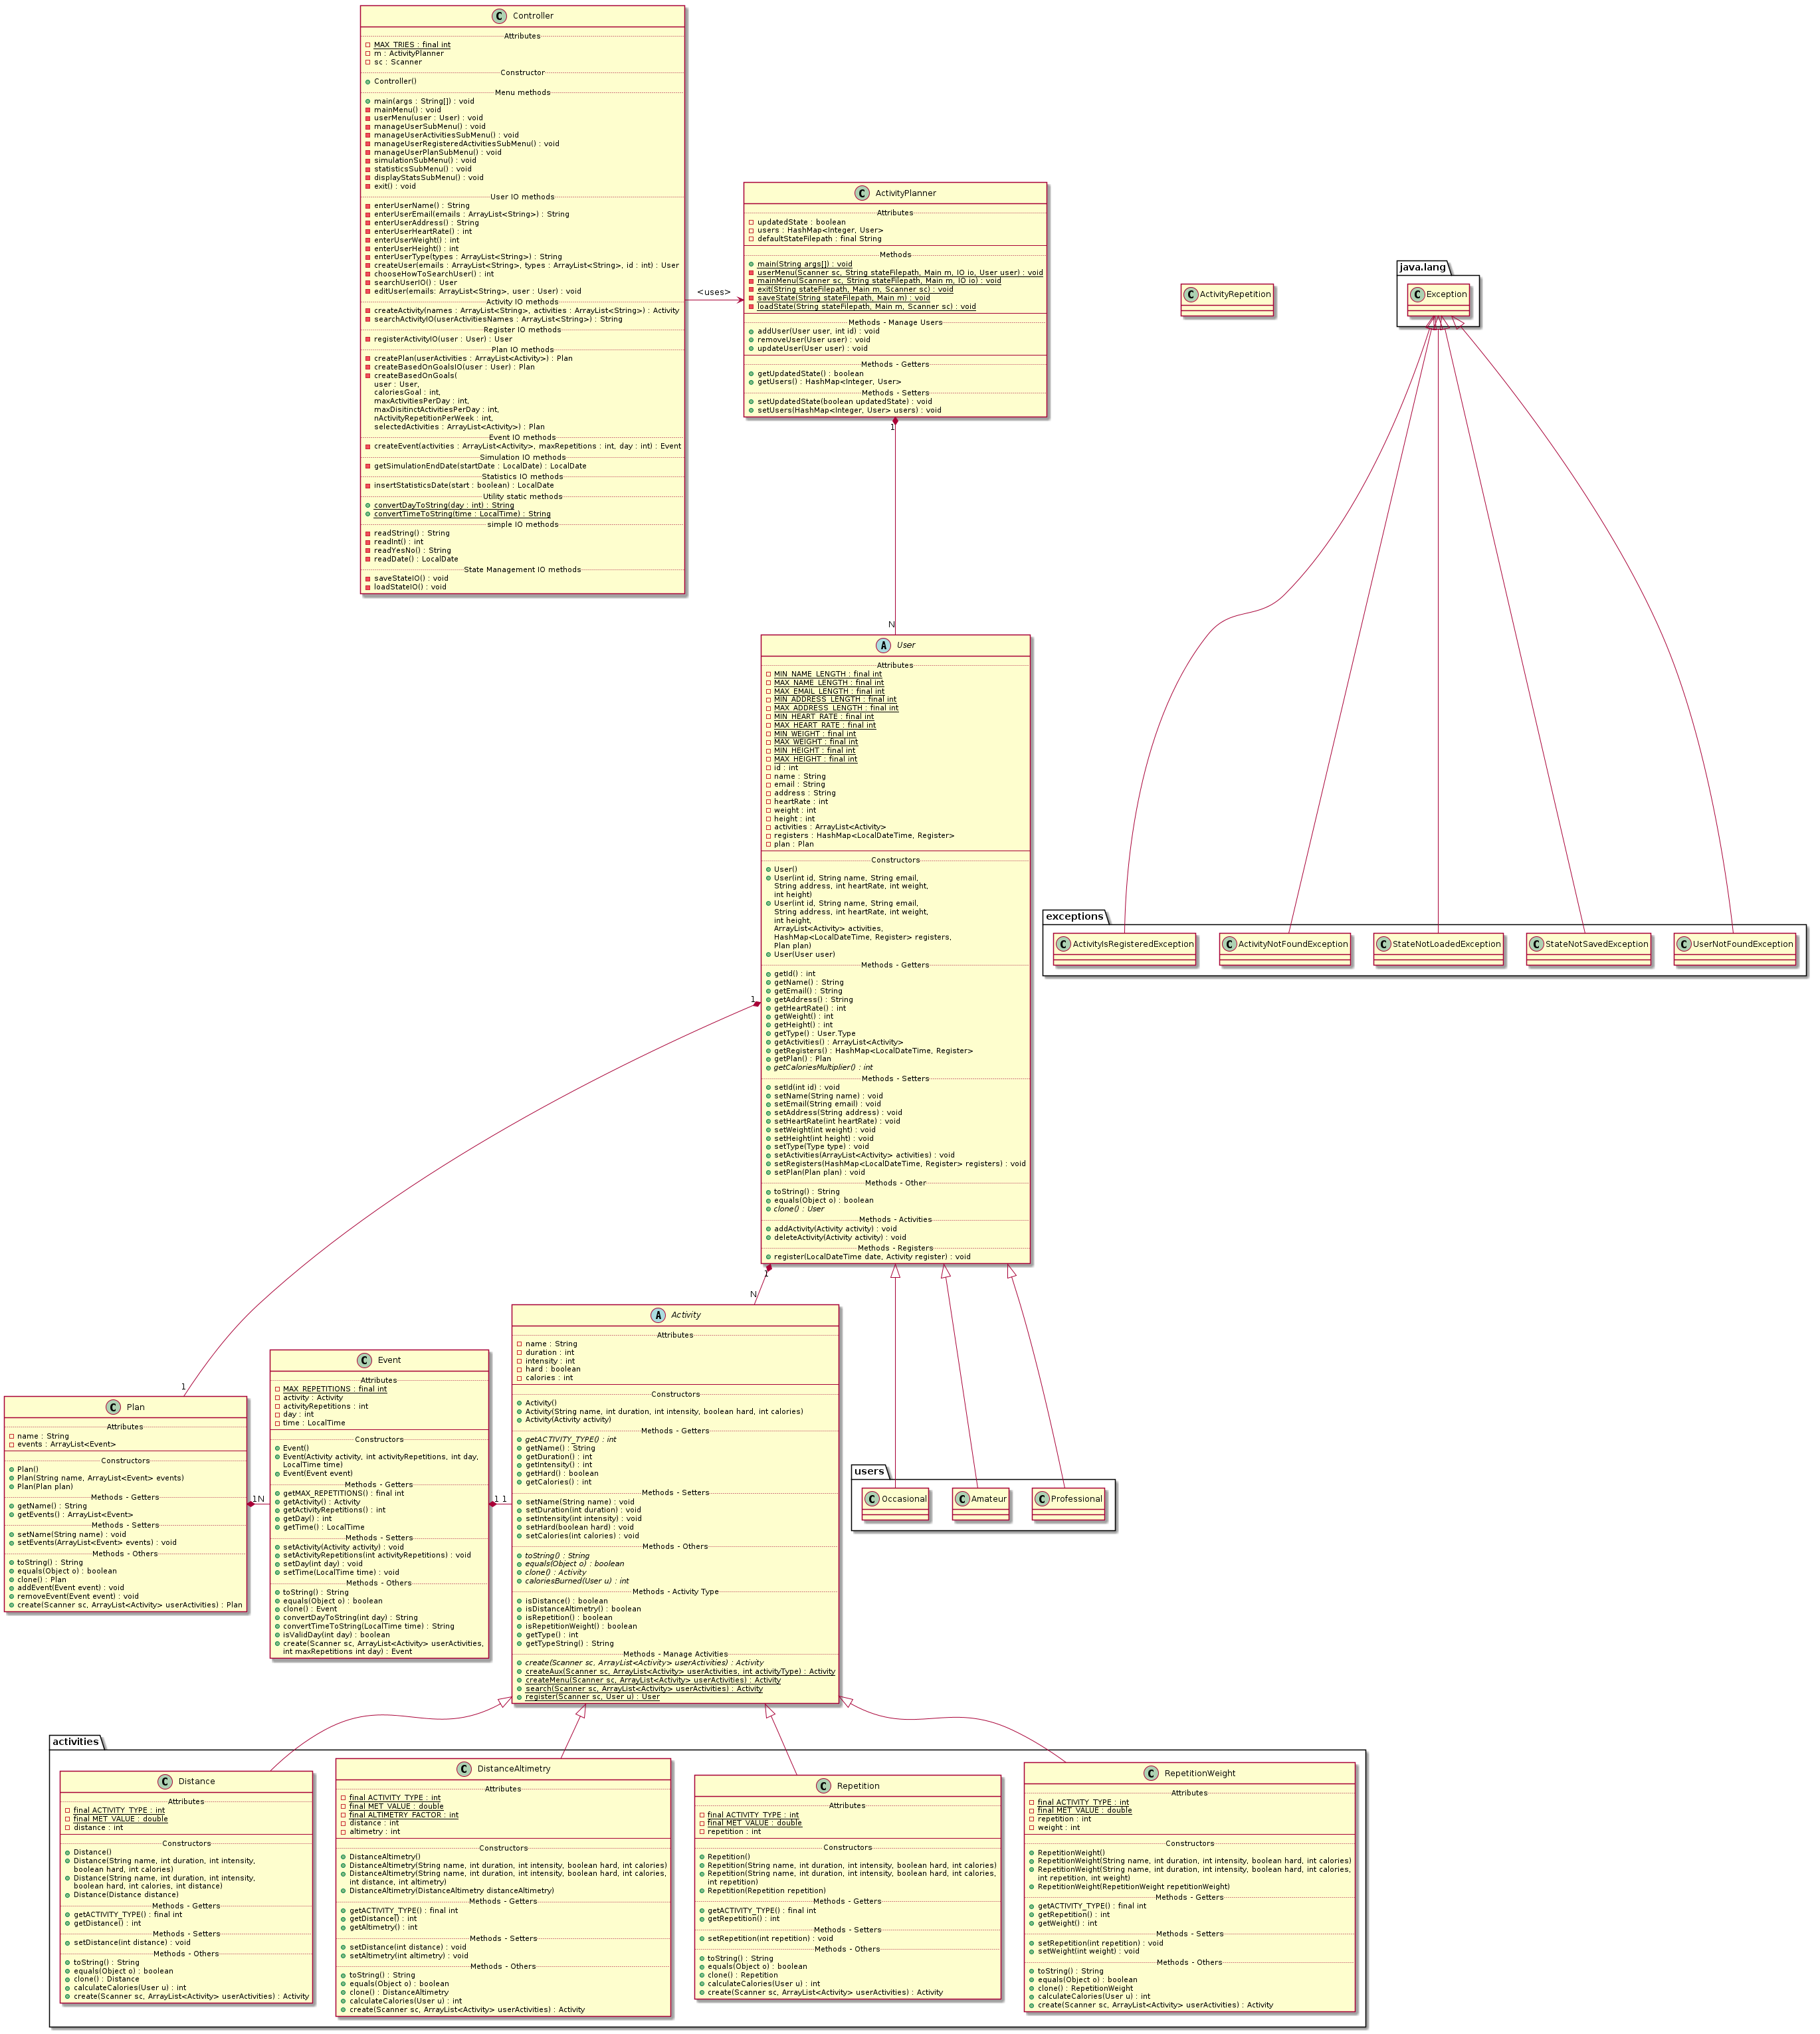 Controller
Attributes
MAX_TRIES : final int
m : ActivityPlanner
sc : Scanner
Constructor
Controller()
Menu methods
main(args : String[]) : void
mainMenu() : void
userMenu(user : User) : void
manageUserSubMenu() : void
manageUserActivitiesSubMenu() : void
manageUserRegisteredActivitiesSubMenu() : void
manageUserPlanSubMenu() : void
simulationSubMenu() : void
statisticsSubMenu() : void
displayStatsSubMenu() : void
exit() : void
User IO methods
enterUserName() : String
enterUserEmail(emails : ArrayList<String>) : String
enterUserAddress() : String
enterUserHeartRate() : int
enterUserWeight() : int
enterUserHeight() : int
enterUserType(types : ArrayList<String>) : String
createUser(emails : ArrayList<String>, types : ArrayList<String>, id : int) : User
chooseHowToSearchUser() : int
searchUserIO() : User
editUser(emails: ArrayList<String>, user : User) : void
Activity IO methods
createActivity(names : ArrayList<String>, activities : ArrayList<String>) : Activity
searchActivityIO(userActivitiesNames : ArrayList<String>) : String
Register IO methods
registerActivityIO(user : User) : User
Plan IO methods
createPlan(userActivities : ArrayList<Activity>) : Plan
createBasedOnGoalsIO(user : User) : Plan
createBasedOnGoals(
user : User,
caloriesGoal : int,
maxActivitiesPerDay : int,
maxDisitinctActivitiesPerDay : int,
nActivityRepetitionPerWeek : int,
selectedActivities : ArrayList<Activity>) : Plan
Event IO methods
createEvent(activities : ArrayList<Activity>, maxRepetitions : int, day : int) : Event
Simulation IO methods
getSimulationEndDate(startDate : LocalDate) : LocalDate
Statistics IO methods
insertStatisticsDate(start : boolean) : LocalDate
Utility static methods
convertDayToString(day : int) : String
convertTimeToString(time : LocalTime) : String
simple IO methods
readString() : String
readInt() : int
readYesNo() : String
readDate() : LocalDate
State Management IO methods
saveStateIO() : void
loadStateIO() : void
<uses>
ActivityPlanner
Attributes
updatedState : boolean
users : HashMap<Integer, User>
defaultStateFilepath : final String
Methods
main(String args[]) : void
userMenu(Scanner sc, String stateFilepath, Main m, IO io, User user) : void
mainMenu(Scanner sc, String stateFilepath, Main m, IO io) : void
exit(String stateFilepath, Main m, Scanner sc) : void
saveState(String stateFilepath, Main m) : void
loadState(String stateFilepath, Main m, Scanner sc) : void
Methods - Manage Users
addUser(User user, int id) : void
removeUser(User user) : void
updateUser(User user) : void
Methods - Getters
getUpdatedState() : boolean
getUsers() : HashMap<Integer, User>
Methods - Setters
setUpdatedState(boolean updatedState) : void
setUsers(HashMap<Integer, User> users) : void
1
N
ActivityRepetition
java.lang
Exception
exceptions
ActivityIsRegisteredException
ActivityNotFoundException
StateNotLoadedException
StateNotSavedException
UserNotFoundException
User
Attributes
MIN_NAME_LENGTH : final int
MAX_NAME_LENGTH : final int
MAX_EMAIL_LENGTH : final int
MIN_ADDRESS_LENGTH : final int
MAX_ADDRESS_LENGTH : final int
MIN_HEART_RATE : final int
MAX_HEART_RATE : final int
MIN_WEIGHT : final int
MAX_WEIGHT : final int
MIN_HEIGHT : final int
MAX_HEIGHT : final int
id : int
name : String
email : String
address : String
heartRate : int
weight : int
height : int
activities : ArrayList<Activity>
registers : HashMap<LocalDateTime, Register>
plan : Plan
Constructors
User()
User(int id, String name, String email,
String address, int heartRate, int weight,
int height)
User(int id, String name, String email,
String address, int heartRate, int weight,
int height,
ArrayList<Activity> activities,
HashMap<LocalDateTime, Register> registers,
Plan plan)
User(User user)
Methods - Getters
getId() : int
getName() : String
getEmail() : String
getAddress() : String
getHeartRate() : int
getWeight() : int
getHeight() : int
getType() : User.Type
getActivities() : ArrayList<Activity>
getRegisters() : HashMap<LocalDateTime, Register>
getPlan() : Plan
getCaloriesMultiplier() : int
Methods - Setters
setId(int id) : void
setName(String name) : void
setEmail(String email) : void
setAddress(String address) : void
setHeartRate(int heartRate) : void
setWeight(int weight) : void
setHeight(int height) : void
setType(Type type) : void
setActivities(ArrayList<Activity> activities) : void
setRegisters(HashMap<LocalDateTime, Register> registers) : void
setPlan(Plan plan) : void
Methods - Other
toString() : String
equals(Object o) : boolean
clone() : User
Methods - Activities
addActivity(Activity activity) : void
deleteActivity(Activity activity) : void
Methods - Registers
register(LocalDateTime date, Activity register) : void
1
1
1
N
Plan
Attributes
name : String
events : ArrayList<Event>
Constructors
Plan()
Plan(String name, ArrayList<Event> events)
Plan(Plan plan)
Methods - Getters
getName() : String
getEvents() : ArrayList<Event>
Methods - Setters
setName(String name) : void
setEvents(ArrayList<Event> events) : void
Methods - Others
toString() : String
equals(Object o) : boolean
clone() : Plan
addEvent(Event event) : void
removeEvent(Event event) : void
create(Scanner sc, ArrayList<Activity> userActivities) : Plan
1N
Event
Attributes
MAX_REPETITIONS : final int
activity : Activity
activityRepetitions : int
day : int
time : LocalTime
Constructors
Event()
Event(Activity activity, int activityRepetitions, int day,
LocalTime time)
Event(Event event)
Methods - Getters
getMAX_REPETITIONS() : final int
getActivity() : Activity
getActivityRepetitions() : int
getDay() : int
getTime() : LocalTime
Methods - Setters
setActivity(Activity activity) : void
setActivityRepetitions(int activityRepetitions) : void
setDay(int day) : void
setTime(LocalTime time) : void
Methods - Others
toString() : String
equals(Object o) : boolean
clone() : Event
convertDayToString(int day) : String
convertTimeToString(LocalTime time) : String
isValidDay(int day) : boolean
create(Scanner sc, ArrayList<Activity> userActivities,
int maxRepetitions int day) : Event
1 1
Activity
Attributes
name : String
duration : int
intensity : int
hard : boolean
calories : int
Constructors
Activity()
Activity(String name, int duration, int intensity, boolean hard, int calories)
Activity(Activity activity)
Methods - Getters
getACTIVITY_TYPE() : int
getName() : String
getDuration() : int
getIntensity() : int
getHard() : boolean
getCalories() : int
Methods - Setters
setName(String name) : void
setDuration(int duration) : void
setIntensity(int intensity) : void
setHard(boolean hard) : void
setCalories(int calories) : void
Methods - Others
toString() : String
equals(Object o) : boolean
clone() : Activity
caloriesBurned(User u) : int
Methods - Activity Type
isDistance() : boolean
isDistanceAltimetry() : boolean
isRepetition() : boolean
isRepetitionWeight() : boolean
getType() : int
getTypeString() : String
Methods - Manage Activities
create(Scanner sc, ArrayList<Activity> userActivities) : Activity
createAux(Scanner sc, ArrayList<Activity> userActivities, int activityType) : Activity
createMenu(Scanner sc, ArrayList<Activity> userActivities) : Activity
search(Scanner sc, ArrayList<Activity> userActivities) : Activity
register(Scanner sc, User u) : User
users
Occasional
Amateur
Professional
activities
Distance
Attributes
final ACTIVITY_TYPE : int
final MET_VALUE : double
distance : int
Constructors
Distance()
Distance(String name, int duration, int intensity,
boolean hard, int calories)
Distance(String name, int duration, int intensity,
boolean hard, int calories, int distance)
Distance(Distance distance)
Methods - Getters
getACTIVITY_TYPE() : final int
getDistance() : int
Methods - Setters
setDistance(int distance) : void
Methods - Others
toString() : String
equals(Object o) : boolean
clone() : Distance
calculateCalories(User u) : int
create(Scanner sc, ArrayList<Activity> userActivities) : Activity
DistanceAltimetry
Attributes
final ACTIVITY_TYPE : int
final MET_VALUE : double
final ALTIMETRY_FACTOR : int
distance : int
altimetry : int
Constructors
DistanceAltimetry()
DistanceAltimetry(String name, int duration, int intensity, boolean hard, int calories)
DistanceAltimetry(String name, int duration, int intensity, boolean hard, int calories,
int distance, int altimetry)
DistanceAltimetry(DistanceAltimetry distanceAltimetry)
Methods - Getters
getACTIVITY_TYPE() : final int
getDistance() : int
getAltimetry() : int
Methods - Setters
setDistance(int distance) : void
setAltimetry(int altimetry) : void
Methods - Others
toString() : String
equals(Object o) : boolean
clone() : DistanceAltimetry
calculateCalories(User u) : int
create(Scanner sc, ArrayList<Activity> userActivities) : Activity
Repetition
Attributes
final ACTIVITY_TYPE : int
final MET_VALUE : double
repetition : int
Constructors
Repetition()
Repetition(String name, int duration, int intensity, boolean hard, int calories)
Repetition(String name, int duration, int intensity, boolean hard, int calories,
int repetition)
Repetition(Repetition repetition)
Methods - Getters
getACTIVITY_TYPE() : final int
getRepetition() : int
Methods - Setters
setRepetition(int repetition) : void
Methods - Others
toString() : String
equals(Object o) : boolean
clone() : Repetition
calculateCalories(User u) : int
create(Scanner sc, ArrayList<Activity> userActivities) : Activity
RepetitionWeight
Attributes
final ACTIVITY_TYPE : int
final MET_VALUE : double
repetition : int
weight : int
Constructors
RepetitionWeight()
RepetitionWeight(String name, int duration, int intensity, boolean hard, int calories)
RepetitionWeight(String name, int duration, int intensity, boolean hard, int calories,
int repetition, int weight)
RepetitionWeight(RepetitionWeight repetitionWeight)
Methods - Getters
getACTIVITY_TYPE() : final int
getRepetition() : int
getWeight() : int
Methods - Setters
setRepetition(int repetition) : void
setWeight(int weight) : void
Methods - Others
toString() : String
equals(Object o) : boolean
clone() : RepetitionWeight
calculateCalories(User u) : int
create(Scanner sc, ArrayList<Activity> userActivities) : Activity